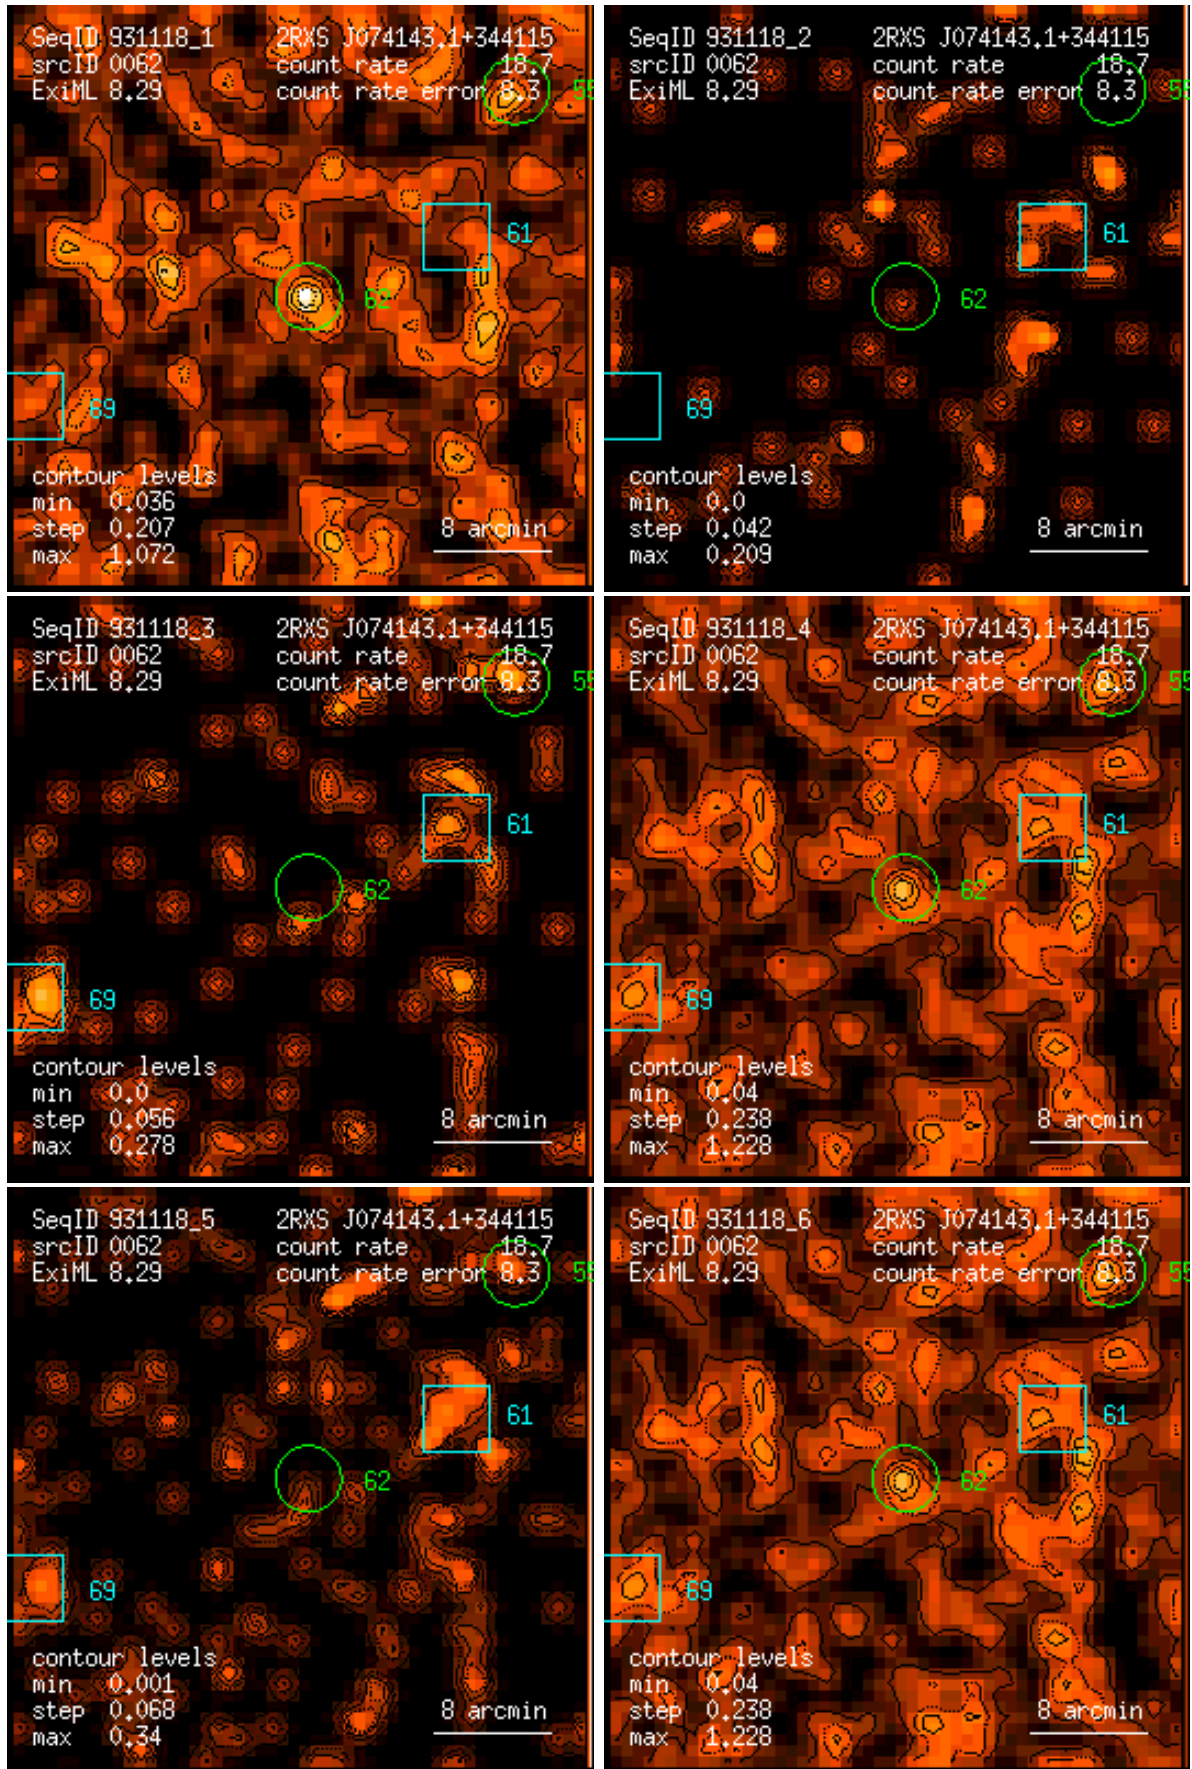 SeqID 931118_1 2RXS J074143.1+344115
srcID 0062 count rate 18.7
ExiML 8.29 count rate error 8.3 55
61
62
69
contour levels
min 0.036
step 0.207 8 arcmin
max 1.072
SeqID 931118_2 2RXS J074143.1+344115
srcID 0062 count rate 18.7
ExiML 8.29 count rate error 8.3 55
61
62
69
contour levels
min 0.0
step 0.042 8 arcmin
max 0.209
SeqID 931118_3 2RXS J074143.1+344115
srcID 0062 count rate 18.7
ExiML 8.29 count rate error 8.3 55
61
62
69
contour levels
min 0.0
step 0.056 8 arcmin
max 0.278
SeqID 931118_4 2RXS J074143.1+344115
srcID 0062 count rate 18.7
ExiML 8.29 count rate error 8.3 55
61
62
69
contour levels
min 0.04
step 0.238 8 arcmin
max 1.228
SeqID 931118_5 2RXS J074143.1+344115
srcID 0062 count rate 18.7
ExiML 8.29 count rate error 8.3 55
61
62
69
contour levels
min 0.001
step 0.068 8 arcmin
max 0.34
SeqID 931118_6 2RXS J074143.1+344115
srcID 0062 count rate 18.7
ExiML 8.29 count rate error 8.3 55
61
62
69
contour levels
min 0.04
step 0.238 8 arcmin
max 1.228